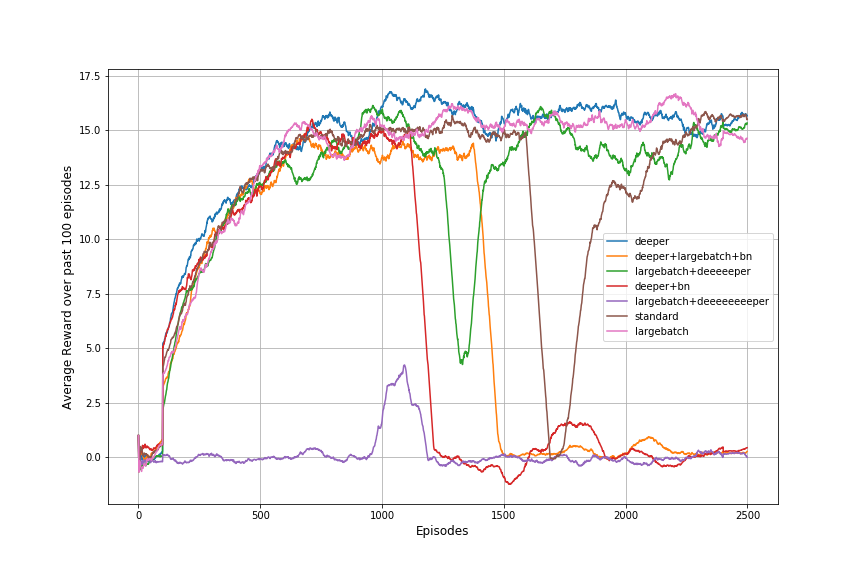 17.5
15.0
12.5
10.0
7.5
5.0
2.5
0.0
Average Reward over past 100 episodes
0
500
1000
1500
2000
2500
Episodes
deeper
deeper+largebatch+bn
largebatch+deeeeeper
deeper+bn
largebatch+deeeeeeeeper
standard
largebatch